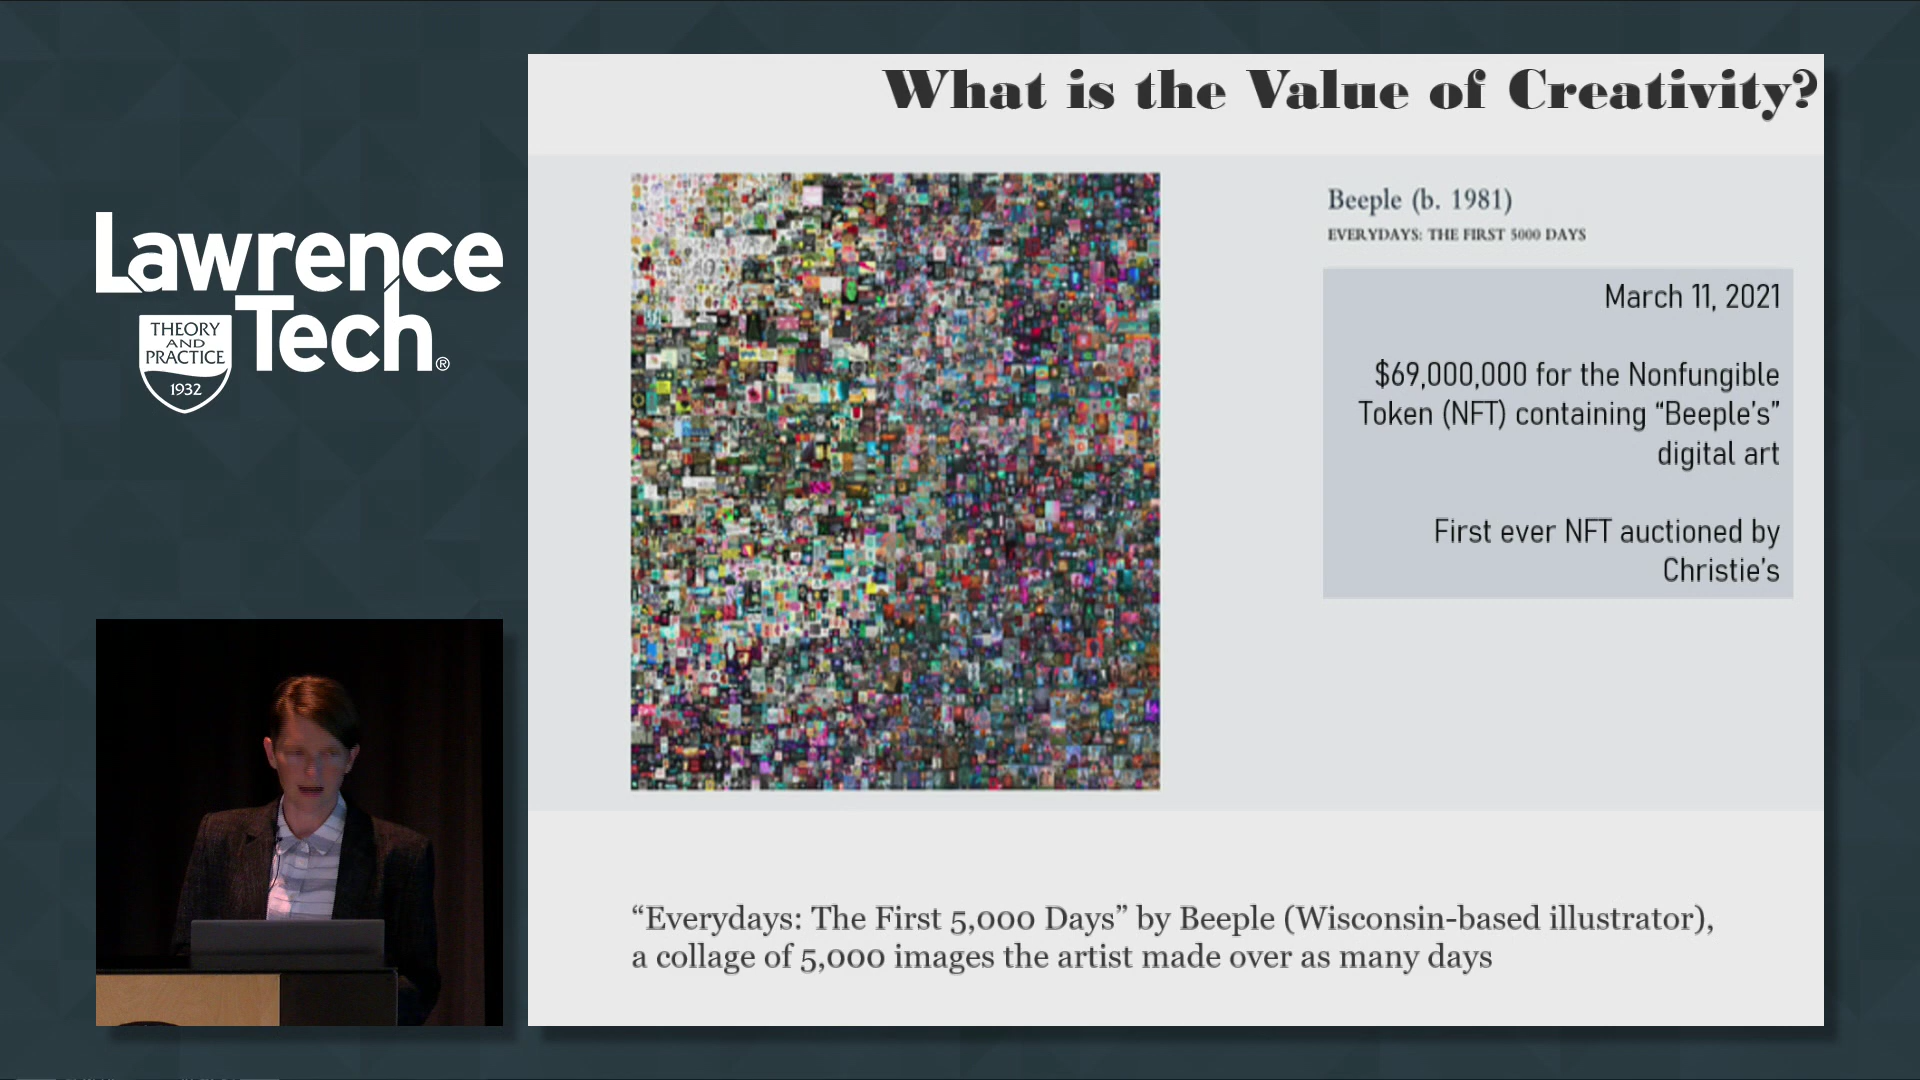 What is the Value of Creativity?
Lawrence
Tech®
THEORY
AND
PRACTICE
1932
Beeple (b. 1981)
EVERYDAYS: THE FIRST 5000 DAYS
March 11, 2021
$69,000,000 for the Nonfungible
Token (NFT) containing “Beeple’s”
digital art
First ever NFT auctioned by
Christie’s
“Everydays: The First 5,000 Days” by Beeple (Wisconsin-based illustrator),
a collage of 5,000 images the artist made over as many days